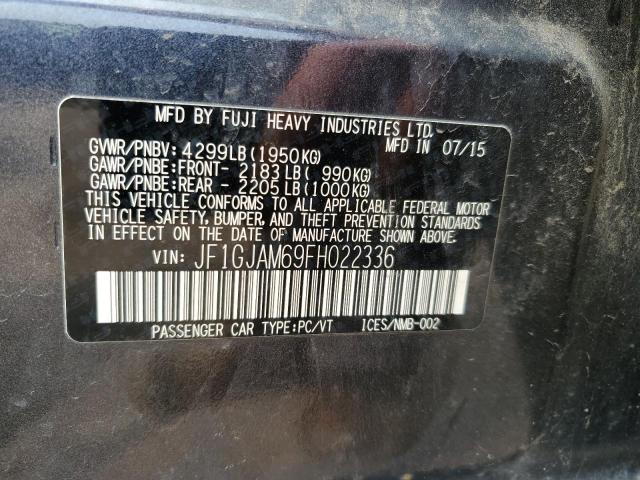 MFD BY FUJI HEAVY INDUSTRIES LTD.
MFD IN 07/15
GVWR/PNBV: 4299LB(1950KG)
GAWR/PNBE:FRONT- 2183LB( 990KG)
GAWR/PNBE:REAR - 2205LB(1000KG)
THIS VEHICLE CONFORMS TO ALL APPLICABLE FEDERAL MOTOR
VEHICLE SAFETY, BUMPER, AND THEFT PREVENTION STANDARDS
IN EFFECT ON THE DATE OF MANUFACTURE SHOWN ABOVE.
VIN: JF1GJAM69FH022336
PASSENGER CAR TYPE:PC/VT ICES/NMB-002